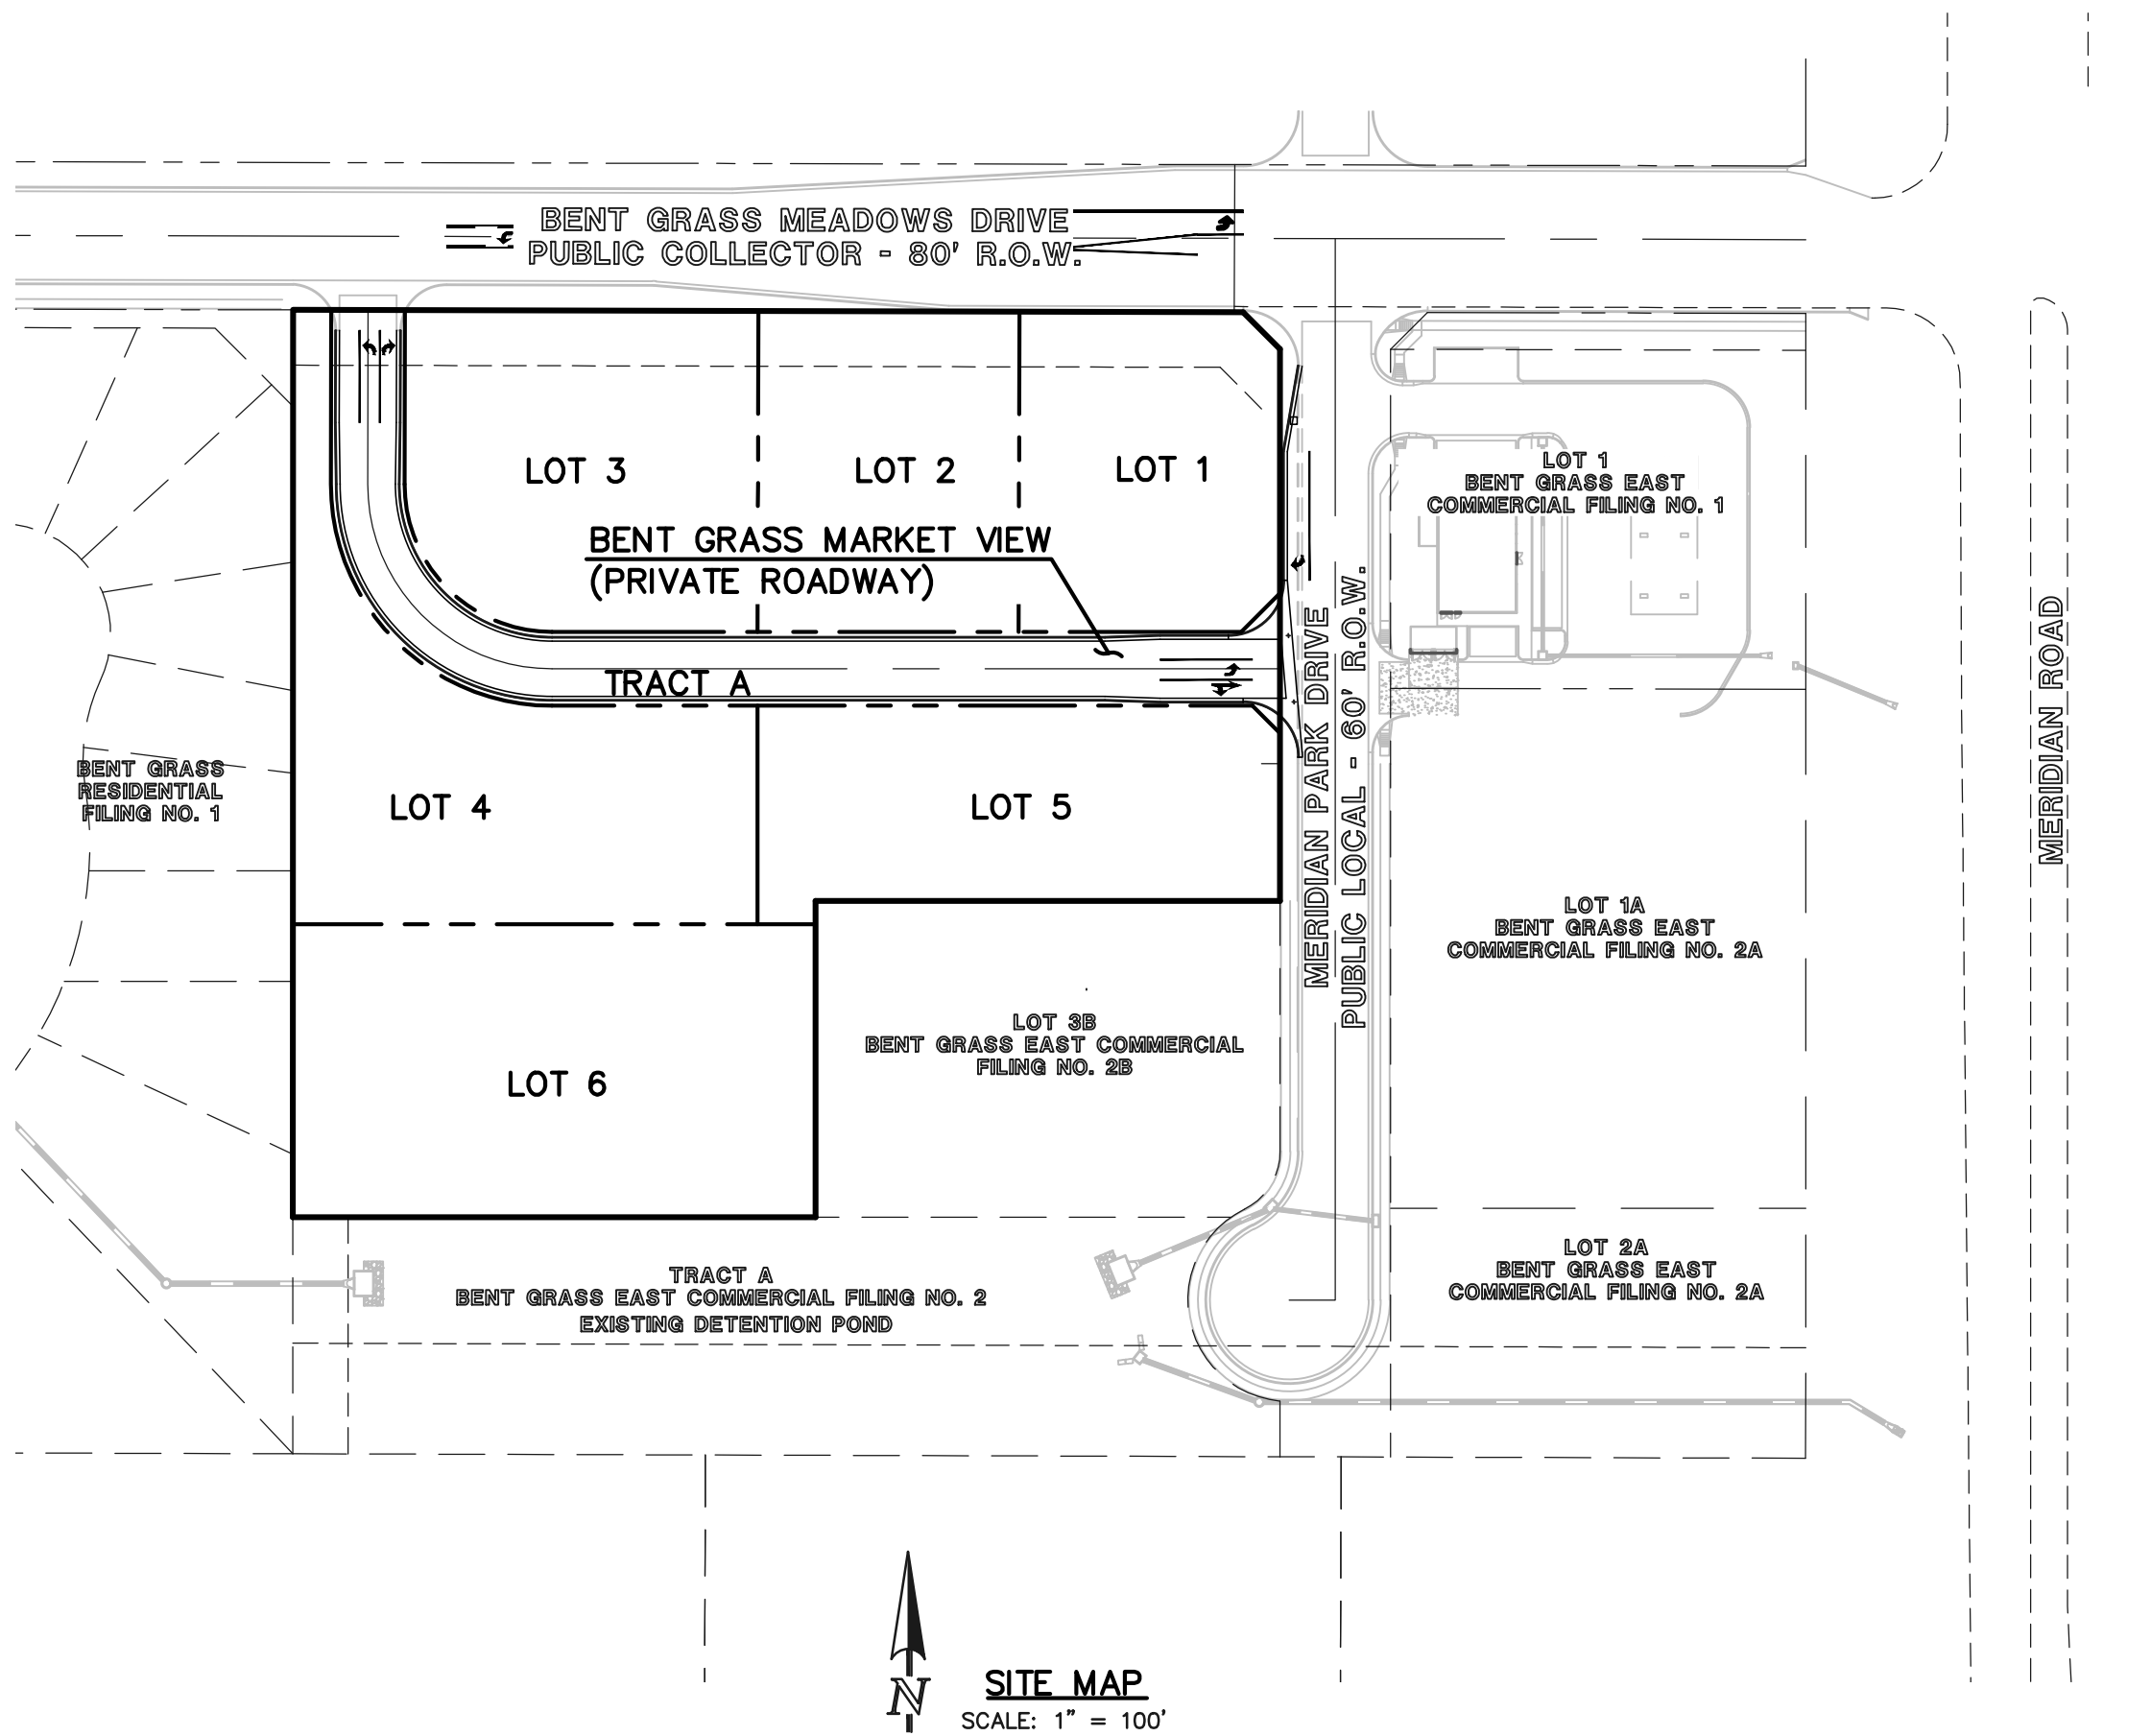 BENT GRASS MEADOWS DRIVE
PUBLIC COLLECTOR - 80' R.O.W.
LOT 3
LOT 2
LOT 1
BENT GRASS MARKET VIEW
(PRIVATE ROADWAY)
TRACT A
LOT 4
LOT 5
LOT 6
BENT GRASS
RESIDENTIAL
FILING NO. 1
MERIDIAN PARK DRIVE
PUBLIC LOCAL - 60' R.O.W.
LOT 1
BENT GRASS EAST
COMMERCIAL FILING NO. 1
MERIDIAN ROAD
LOT 1A
BENT GRASS EAST
COMMERCIAL FILING NO. 2A
LOT 3B
BENT GRASS EAST COMMERCIAL
FILING NO. 2B
LOT 2A
BENT GRASS EAST
COMMERCIAL FILING NO. 2A
TRACT A
BENT GRASS EAST COMMERCIAL FILING NO. 2
EXISTING DETENTION POND
N
SITE MAP
SCALE: 1" = 100'